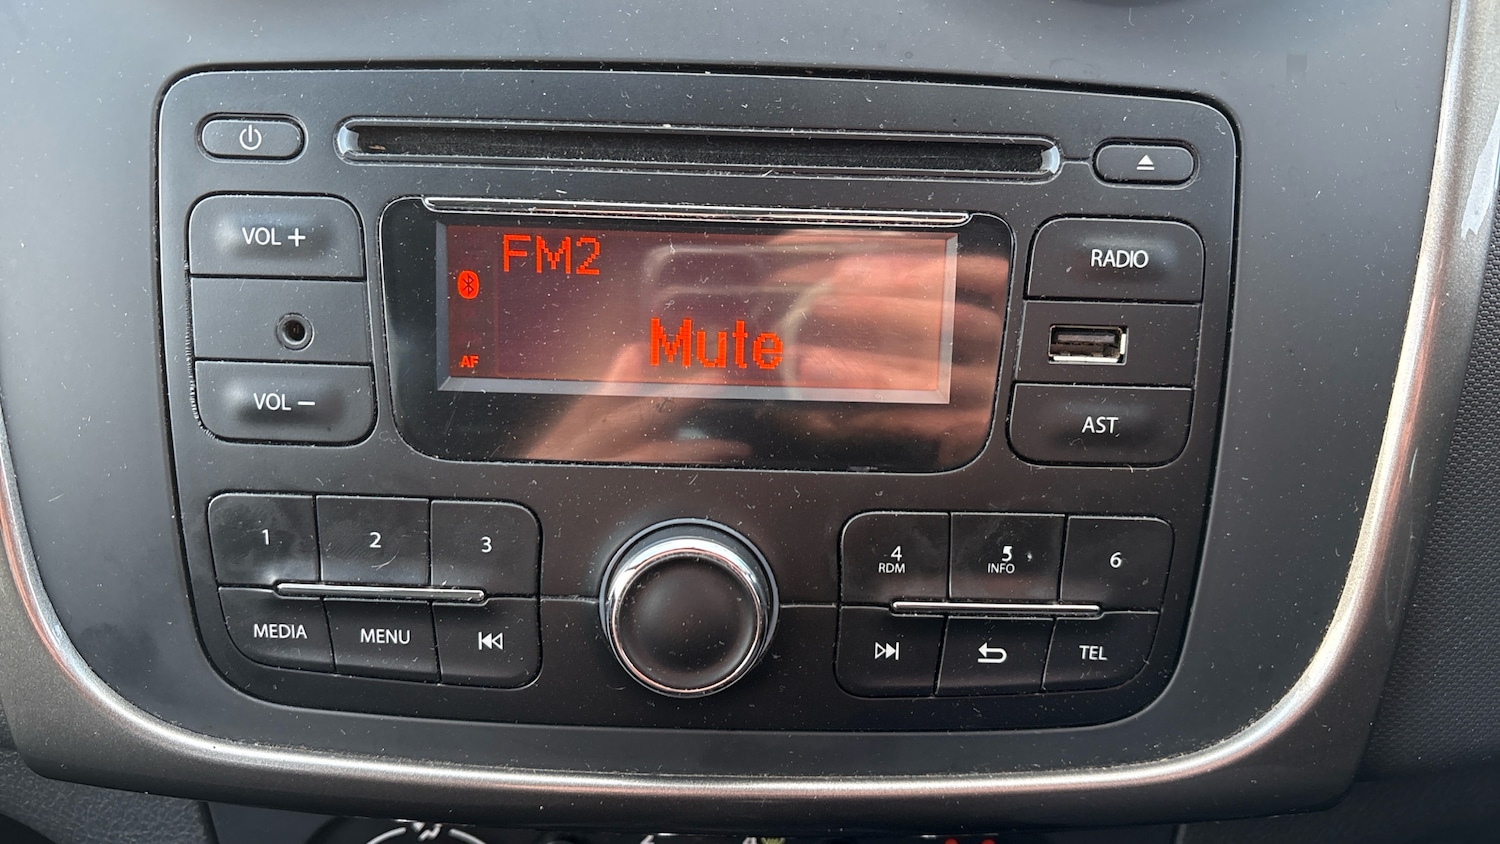 VOL +
FM2
RADIO
Mute
AF
VOL −
AST
1
2
3
4
RDM
5
INFO
6
MEDIA
MENU
TEL